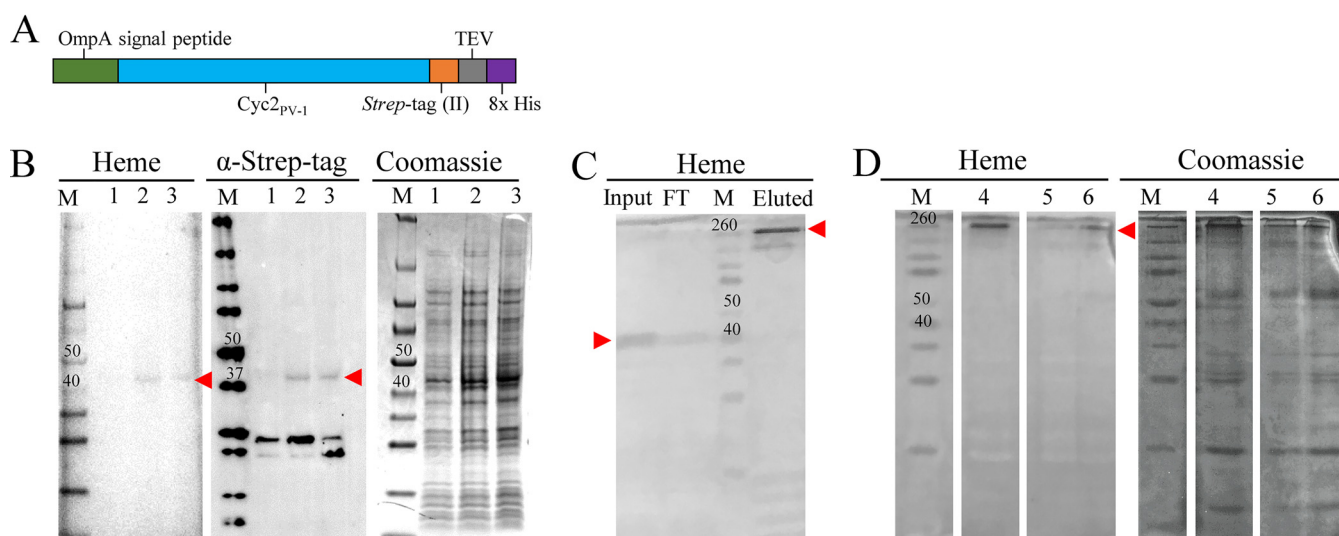 A
OmpA signal peptide
TEV
Cyc2PV-1
Strep-tag (II)
8x His
B
Heme
α-Strep-tag
Coomassie
M 1 2 3
M 1 2 3
M 1 2 3
50
40
50
37
50
40
C
Heme
Input FT M Eluted
260
50
40
D
Heme
Coomassie
M 4 5 6
M 4 5 6
260
50
40